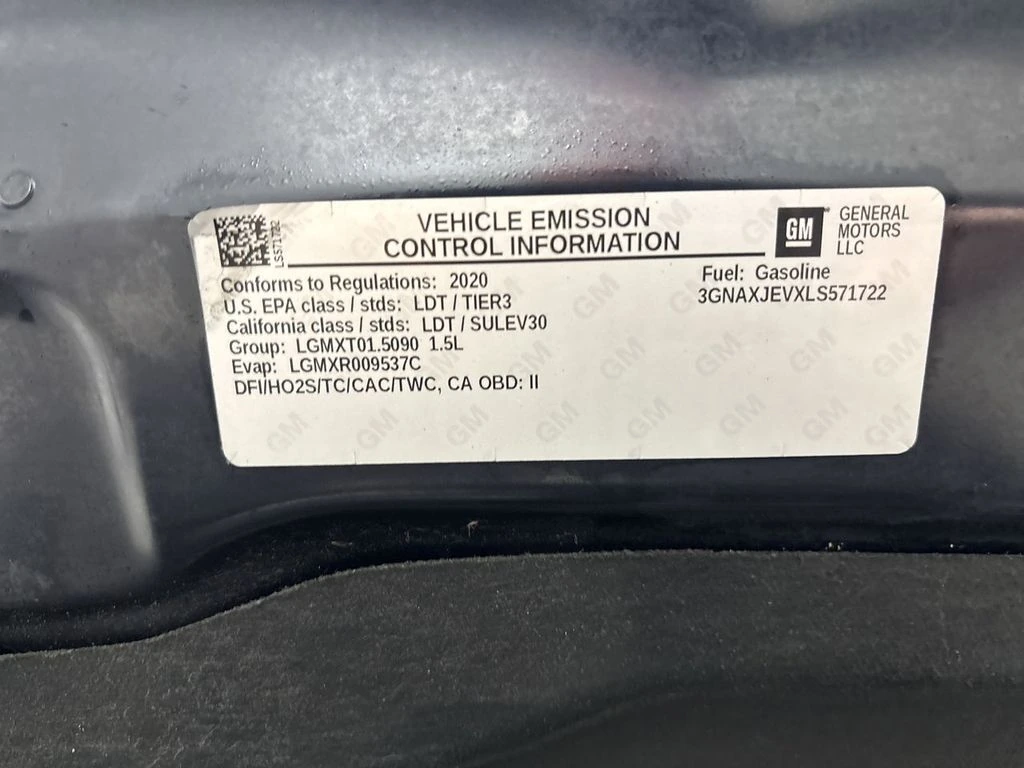 VEHICLE EMISSION
CONTROL INFORMATION
GM
GENERAL
MOTORS
LLC
LS571722
Conforms to Regulations: 2020
U.S. EPA class / stds: LDT / TIER3
California class / stds: LDT / SULEV30
Group: LGMXT01.5090 1.5L
Evap: LGMXR009537C
DFI/HO2S/TC/CAC/TWC, CA OBD: II
Fuel: Gasoline
3GNAXJEVXLS571722